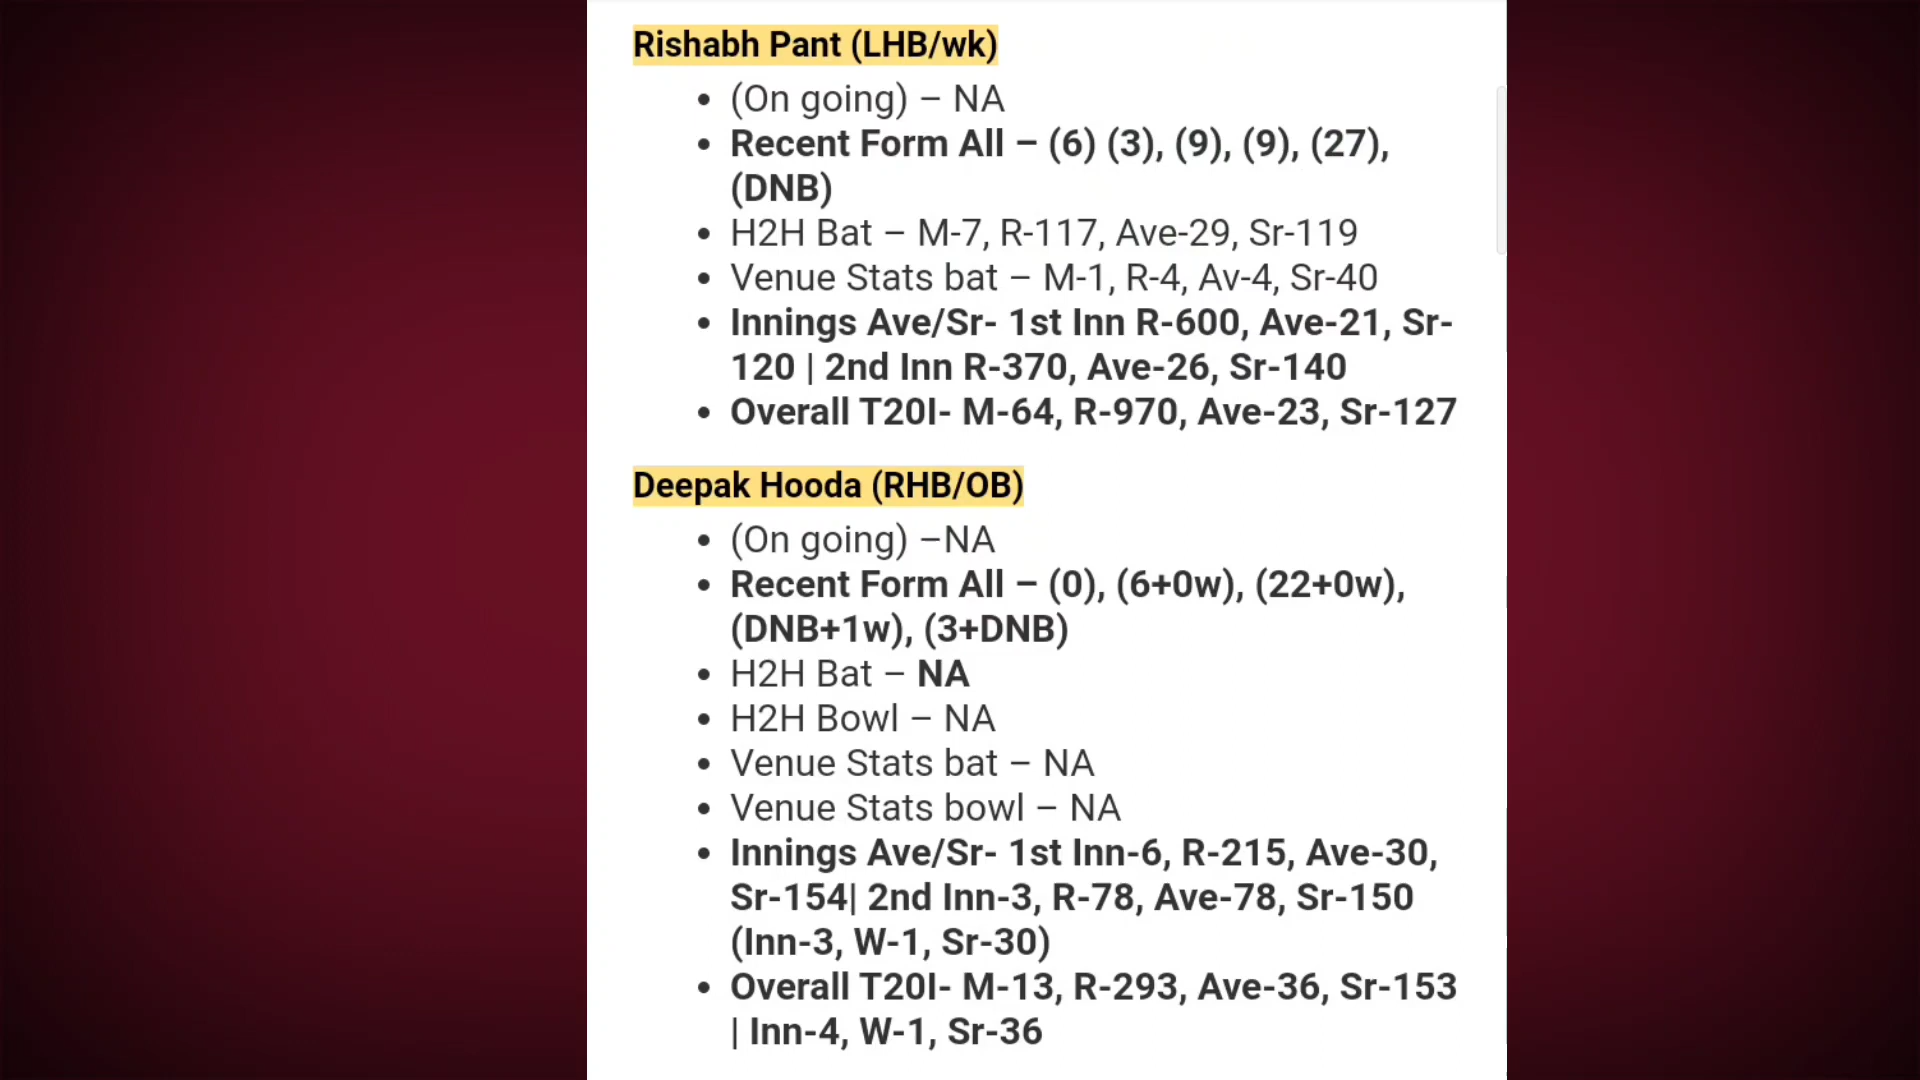 Rishabh Pant (LHB/wk)
• (On going) – NA
• Recent Form All – (6) (3), (9), (9), (27),
(DNB)
• H2H Bat – M-7, R-117, Ave-29, Sr-119
• Venue Stats bat – M-1, R-4, Av-4, Sr-40
• Innings Ave/Sr- 1st Inn R-600, Ave-21, Sr-
120 | 2nd Inn R-370, Ave-26, Sr-140
• Overall T20I- M-64, R-970, Ave-23, Sr-127
Deepak Hooda (RHB/OB)
• (On going) –NA
• Recent Form All – (0), (6+0w), (22+0w),
(DNB+1w), (3+DNB)
• H2H Bat – NA
• H2H Bowl – NA
• Venue Stats bat – NA
• Venue Stats bowl – NA
• Innings Ave/Sr- 1st Inn-6, R-215, Ave-30,
Sr-154| 2nd Inn-3, R-78, Ave-78, Sr-150
(Inn-3, W-1, Sr-30)
• Overall T20I- M-13, R-293, Ave-36, Sr-153
| Inn-4, W-1, Sr-36